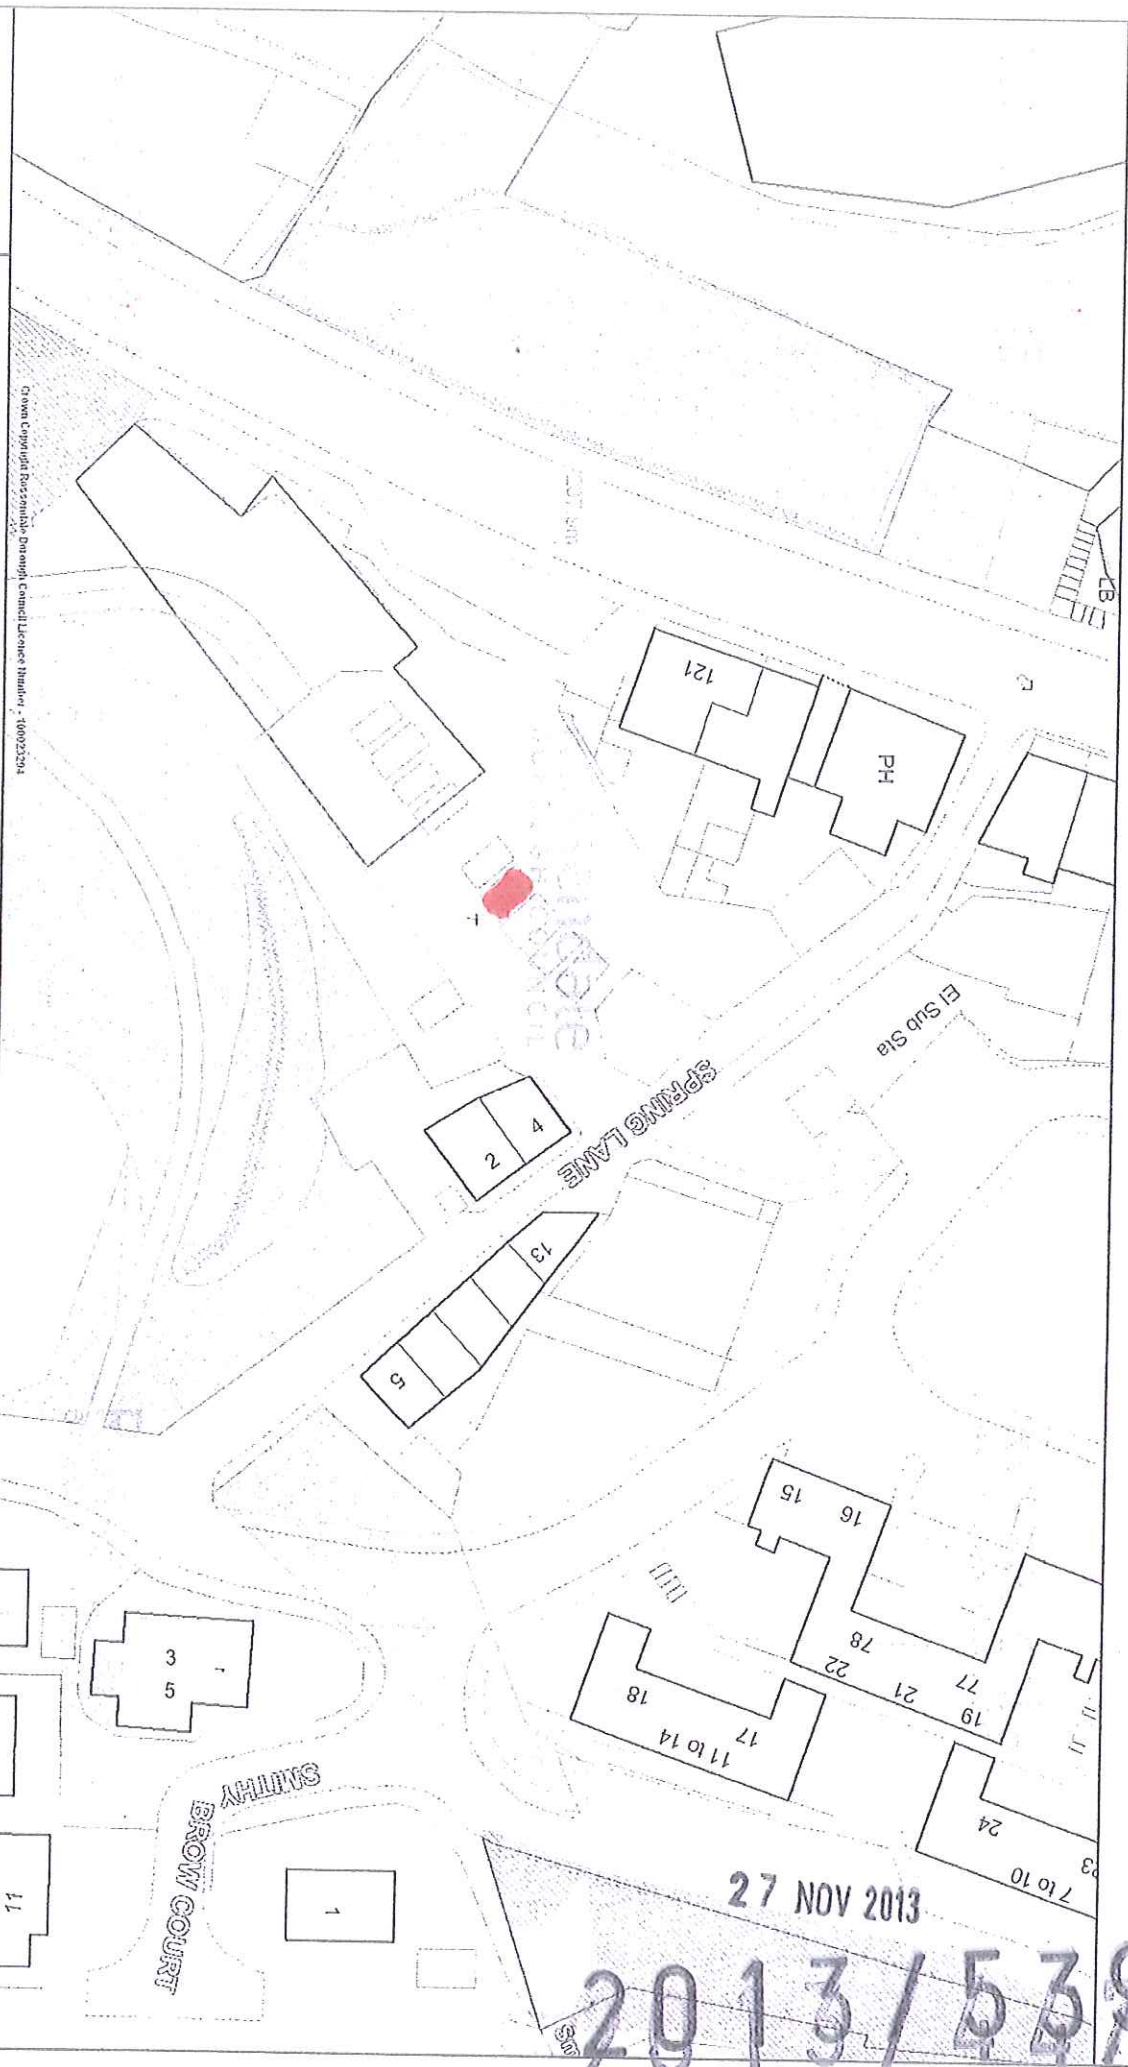 LB
121
PH
El Sub Sta
SPRING LANE
4
2
13
5
15
16
78
22
77
21
19
18
17
11 to 14
24
7 to 10
3
5
1
SMITHY
BROW COURT
11
1
27 NOV 2013
2013/539
Crown Copyright Rossendale Borough Council Licence Number - 100023294